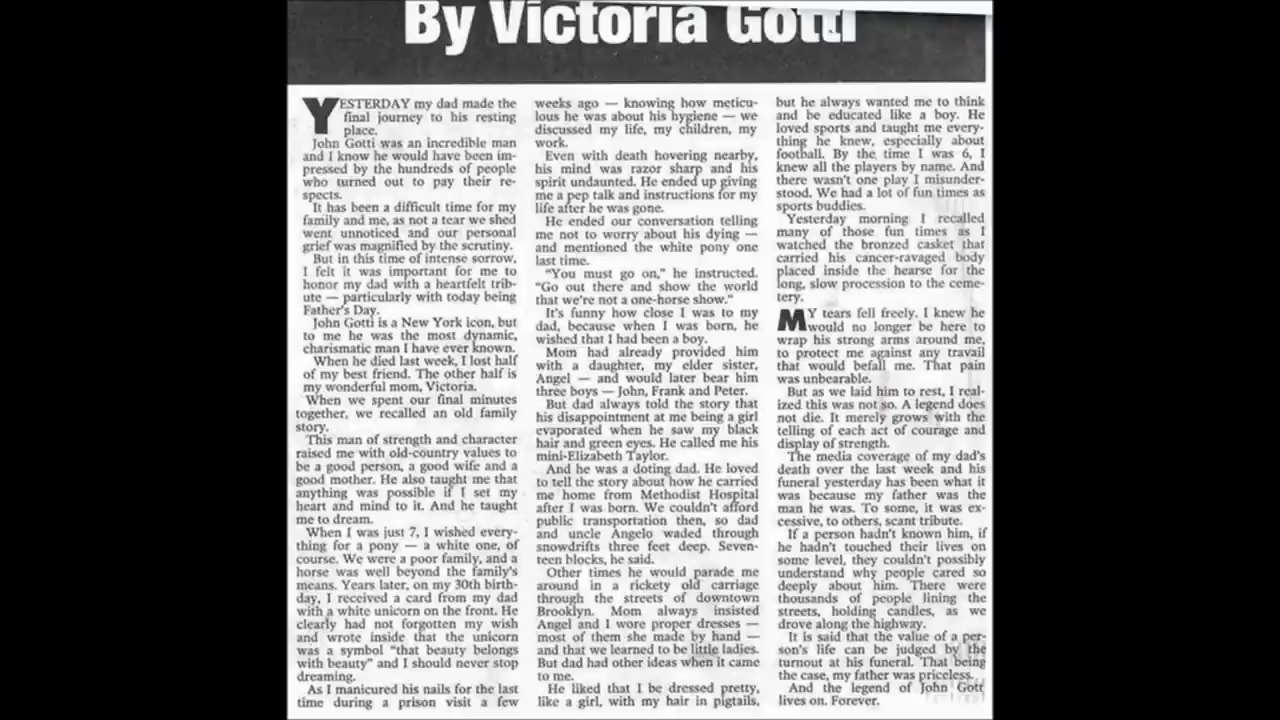 By Victoria Gotti
YESTERDAY my dad made the
final journey to his resting
place.
John Gotti was an incredible man
and I know he would have been im-
pressed by the hundreds of people
who turned out to pay their re-
spects.
It has been a difficult time for my
family and me, as not a tear we shed
went unnoticed and our personal
grief was magnified by the scrutiny.
But in this time of intense sorrow,
I felt it was important for me to
honor my dad with a heartfelt trib-
ute — particularly with today being
Father's Day.
John Gotti is a New York icon, but
to me he was the most dynamic,
charismatic man I have ever known.
When he died last week, I lost half
of my best friend. The other half is
my wonderful mom, Victoria.
When we spent our final minutes
together, we recalled an old family
story.
This man of strength and character
raised me with old-country values to
be a good person, a good wife and a
good mother. He also taught me that
anything was possible if I set my
heart and mind to it. And he taught
me to dream.
When I was just 7, I wished every-
thing for a pony — a white one, of
course. We were a poor family, and a
horse was well beyond the family's
means. Years later, on my 30th birth-
day, I received a card from my dad
with a white unicorn on the front. He
clearly had not forgotten my wish
and wrote inside that the unicorn
was a symbol "that beauty belongs
with beauty" and I should never stop
dreaming.
As I manicured his nails for the last
time during a prison visit a few
weeks ago — knowing how meticu-
lous he was about his hygiene — we
discussed my life, my children, my
work.
Even with death hovering nearby,
his mind was razor sharp and his
spirit undaunted. He ended up giving
me a pep talk and instructions for my
life after he was gone.
He ended our conversation telling
me not to worry about his dying —
and mentioned the white pony one
last time.
"You must go on," he instructed.
"Go out there and show the world
that we're not a one-horse show."
It's funny how close I was to my
dad, because when I was born, he
wished that I had been a boy.
Mom had already provided him
with a daughter, my elder sister,
Angel — and would later bear him
three boys — John, Frank and Peter.
But dad always told the story that
his disappointment at me being a girl
evaporated when he saw my black
hair and green eyes. He called me his
mini-Elizabeth Taylor.
And he was a doting dad. He loved
to tell the story about how he carried
me home from Methodist Hospital
after I was born. We couldn't afford
public transportation then, so dad
and uncle Angelo waded through
snowdrifts three feet deep. Seven-
teen blocks, he said.
Other times he would parade me
around in a rickety old carriage
through the streets of downtown
Brooklyn. Mom always insisted
Angel and I wore proper dresses —
most of them she made by hand —
and that we learned to be little ladies.
But dad had other ideas when it came
to me.
He liked that I be dressed pretty,
like a girl, with my hair in pigtails,
but he always wanted me to think
and be educated like a boy. He
loved sports and taught me every-
thing he knew, especially about
football. By the time I was 6, I
knew all the players by name. And
there wasn't one play I misunder-
stood. We had a lot of fun times as
sports buddies.
Yesterday morning I recalled
many of those fun times as I
watched the bronzed casket that
carried his cancer-ravaged body
placed inside the hearse for the
long, slow procession to the ceme-
tery.
MY tears fell freely. I knew he
would no longer be here to
wrap his strong arms around me,
to protect me against any travail
that would befall me. That pain
was unbearable.
But as we laid him to rest, I real-
ized this was not so. A legend does
not die. It merely grows with the
telling of each act of courage and
display of strength.
The media coverage of my dad's
death over the last week and his
funeral yesterday has been what it
was because my father was the
man he was. To some, it was ex-
cessive, to others, scant tribute.
If a person hadn't known him, if
he hadn't touched their lives on
some level, they couldn't possibly
understand why people cared so
deeply about him. There were
thousands of people lining the
streets, holding candles, as we
drove along the highway.
It is said that the value of a per-
son's life can be judged by the
turnout at his funeral. That being
the case, my father was priceless.
And the legend of John Gott
lives on. Forever.